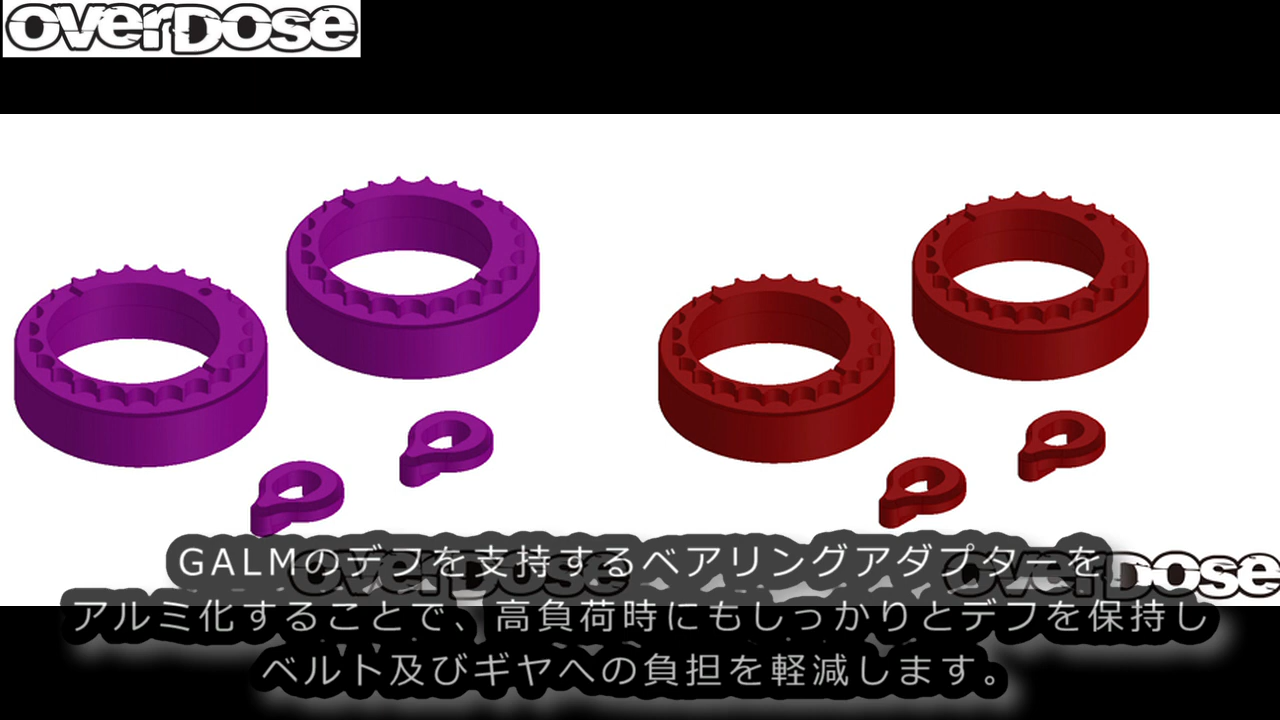 OVERDOSE
OVERDOSE
OVERDOSE
GALMのデフを支持するベアリングアダプターを
アルミ化することで、高負荷時にもしっかりとデフを保持し
ベルト及びギヤへの負担を軽減します。